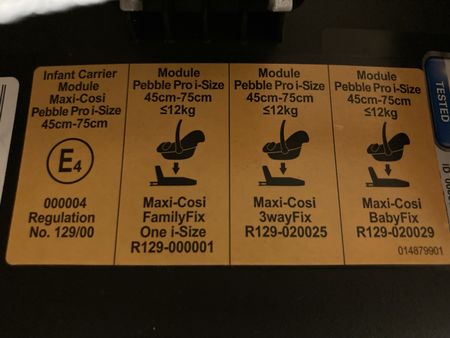 Infant Carrier
Module
Maxi-Cosi
Pebble Pro i-Size
45cm-75cm
E4
000004
Regulation
No. 129/00
Module
Pebble Pro i-Size
45cm-75cm
≤12kg
Maxi-Cosi
FamilyFix
One i-Size
R129-000001
Module
Pebble Pro i-Size
45cm-75cm
≤12kg
Maxi-Cosi
3wayFix
R129-020025
Module
Pebble Pro i-Size
45cm-75cm
≤12kg
Maxi-Cosi
BabyFix
R129-020029
014879901
TESTED
ID